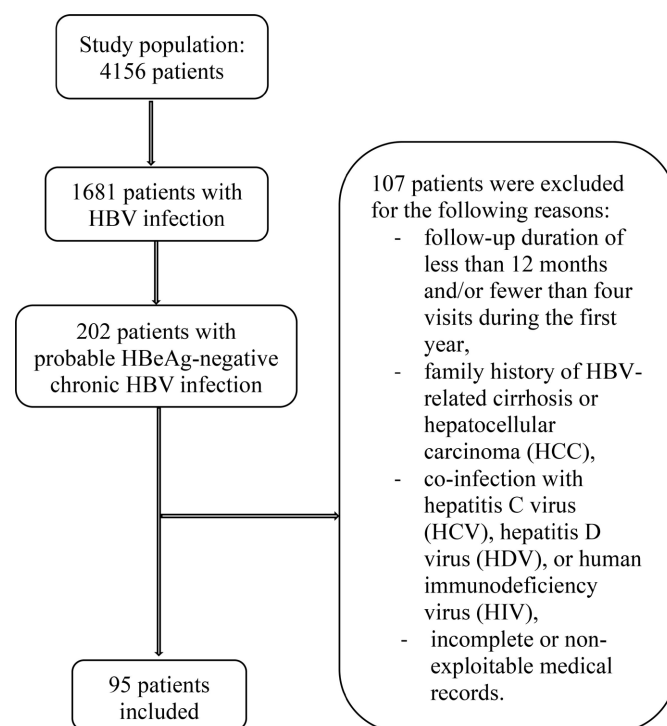 Study population:
4156 patients
1681 patients with
HBV infection
202 patients with
probable HBeAg-negative
chronic HBV infection
107 patients were excluded
for the following reasons:
- follow-up duration of
less than 12 months
and/or fewer than four
visits during the first
year,
- family history of HBV-
related cirrhosis or
hepatocellular
carcinoma (HCC),
- co-infection with
hepatitis C virus
(HCV), hepatitis D
virus (HDV), or human
immunodeficiency
virus (HIV),
- incomplete or non-
exploitable medical
records.
95 patients
included